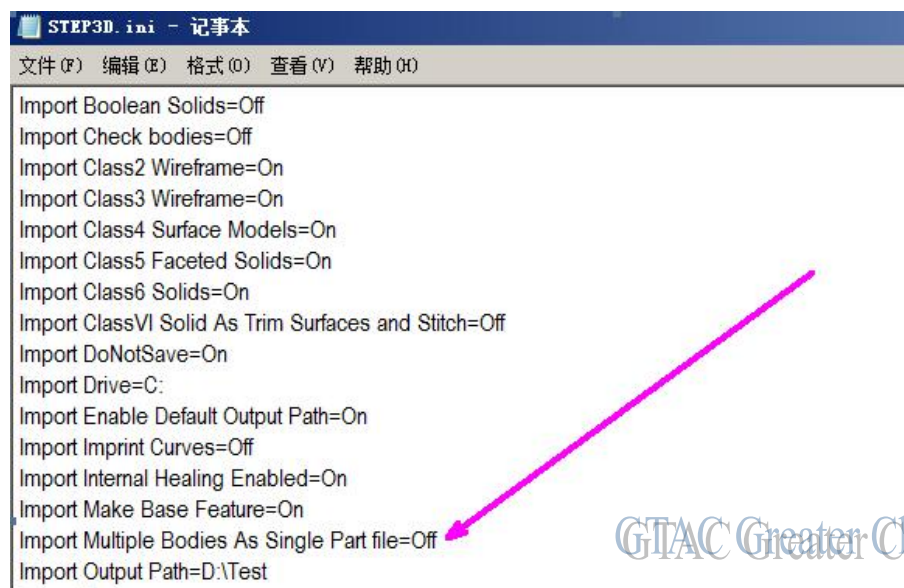 STEP3D.ini - 记事本
文件(F) 编辑(E) 格式(O) 查看(V) 帮助(H)
Import Boolean Solids=Off
Import Check bodies=Off
Import Class2 Wireframe=On
Import Class3 Wireframe=On
Import Class4 Surface Models=On
Import Class5 Faceted Solids=On
Import Class6 Solids=On
Import ClassVI Solid As Trim Surfaces and Stitch=Off
Import DoNotSave=On
Import Drive=C:
Import Enable Default Output Path=On
Import Imprint Curves=Off
Import Internal Healing Enabled=On
Import Make Base Feature=On
Import Multiple Bodies As Single Part file=Off
GTAC Greater Ch
Import Output Path=D:\Test